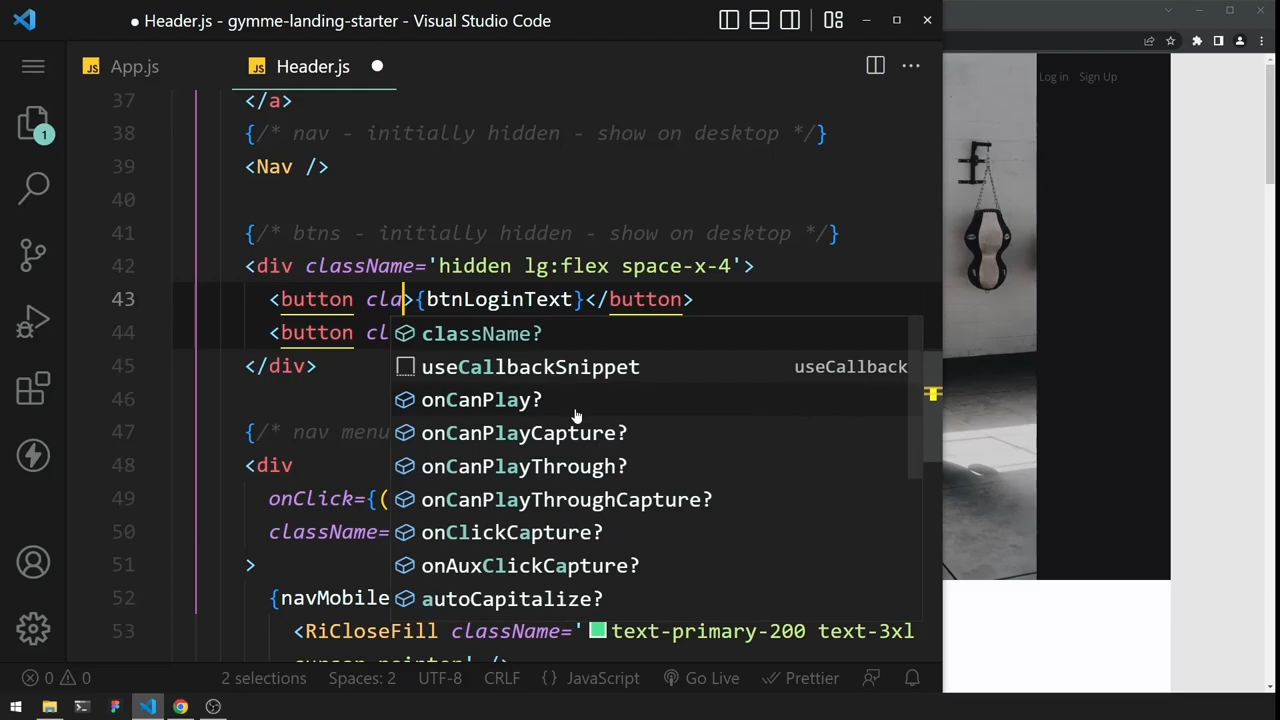 Header.js - gymme-landing-starter - Visual Studio Code
JS App.js
JS Header.js
Log in Sign Up
37 </a>
38 {/* nav - initially hidden - show on desktop */}
39 <Nav />
40
41 {/* btns - initially hidden - show on desktop */}
42 <div className='hidden lg:flex space-x-4'>
43 <button cla>{btnLoginText}</button>
44 <button cl
className?
45 </div>
useCallbackSnippet useCallback
46
onCanPlay?
47 {/* nav menu
onCanPlayCapture?
48 <div
onCanPlayThrough?
49 onClick={(
onCanPlayThroughCapture?
50 className=
onClickCapture?
51 >
onAuxClickCapture?
52 {navMobile
autoCapitalize?
53 <RiCloseFill className='text-primary-200 text-3xl
cursor-pointer' />
1
0 0 2 selections Spaces: 2 UTF-8 CRLF {} JavaScript Go Live Prettier